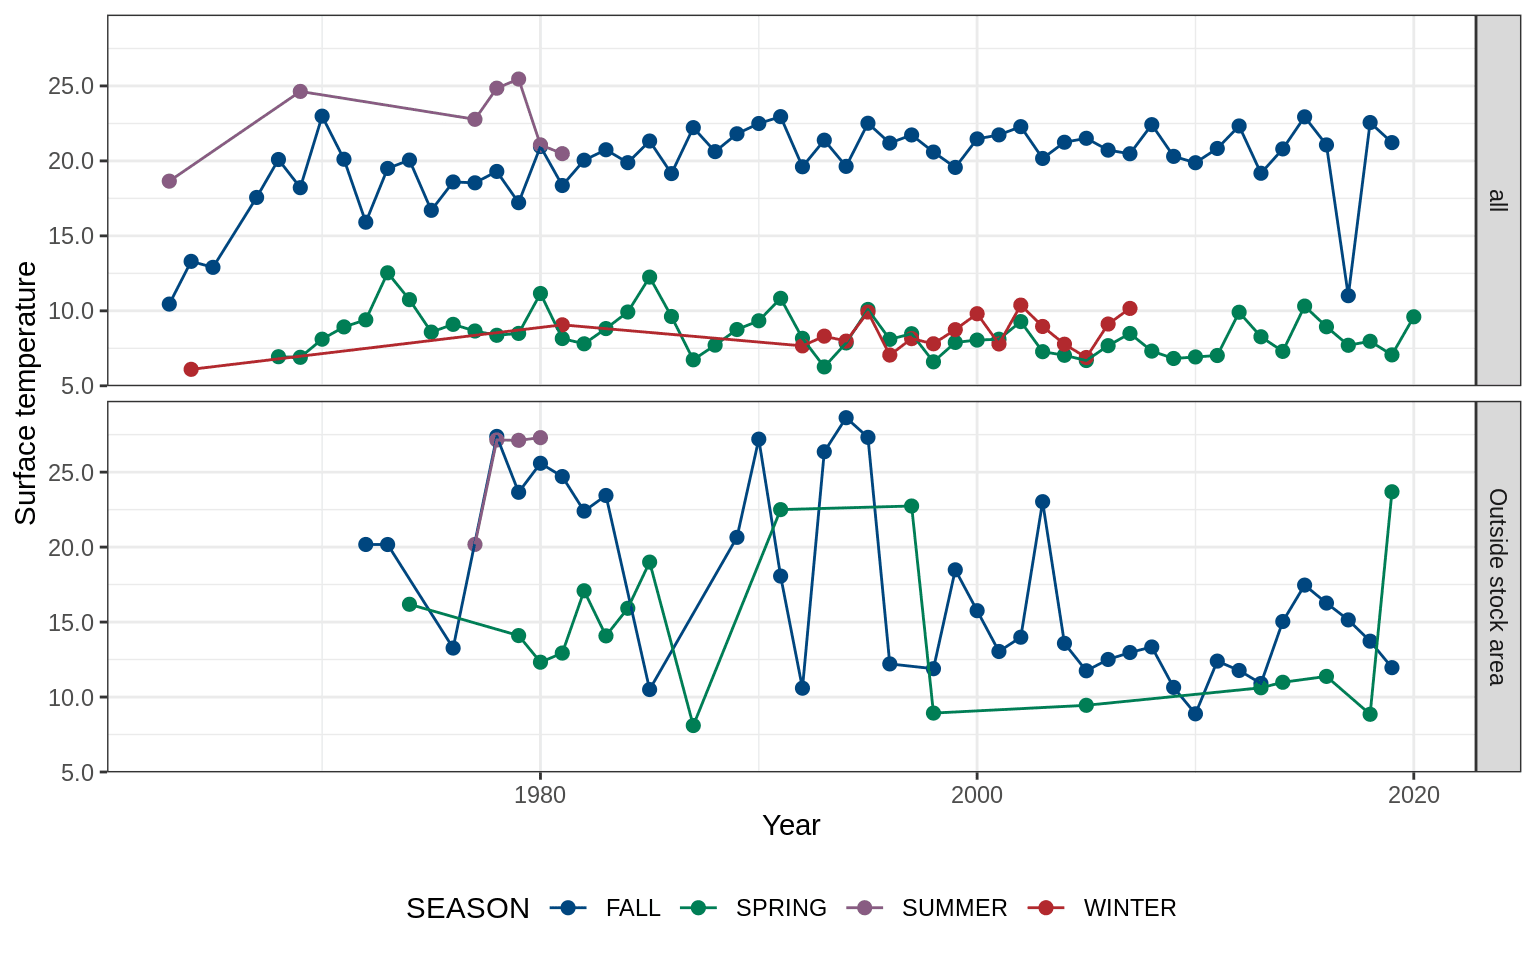 25.0
20.0
15.0
10.0
5.0
all
25.0
20.0
15.0
10.0
5.0
Outside stock area
Surface temperature
1980 2000 2020
Year
SEASON FALL SPRING SUMMER WINTER